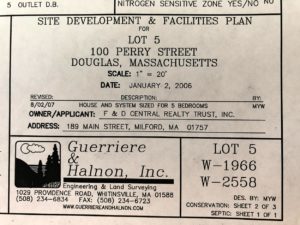 5 OUTLET D.B.
NITROGEN SENSITIVE ZONE YES/NO NO
SITE DEVELOPMENT & FACILITIES PLAN
FOR
LOT 5
100 PERRY STREET
DOUGLAS, MASSACHUSETTS
SCALE: 1" = 20'
DATE: JANUARY 2, 2006
REVISED: DESCRIPTION: BY:
8/02/07 HOUSE AND SYSTEM SIZED FOR 5 BEDROOMS MYW
OWNER/APPLICANT: F & D CENTRAL REALTY TRUST, INC.
ADDRESS: 189 MAIN STREET, MILFORD, MA 01757
Guerriere
&
Halnon, Inc.
Engineering & Land Surveying
1029 PROVIDENCE ROAD, WHITINSVILLE, MA 01588
(508) 234-6834 FAX: (508) 234-6723
WWW.GUERRIEREANDHALNON.COM
LOT 5
W-1966
W-2558
DES. BY: MYW
CONSERVATION: SHEET 2 OF 3
SEPTIC: SHEET 1 OF 1